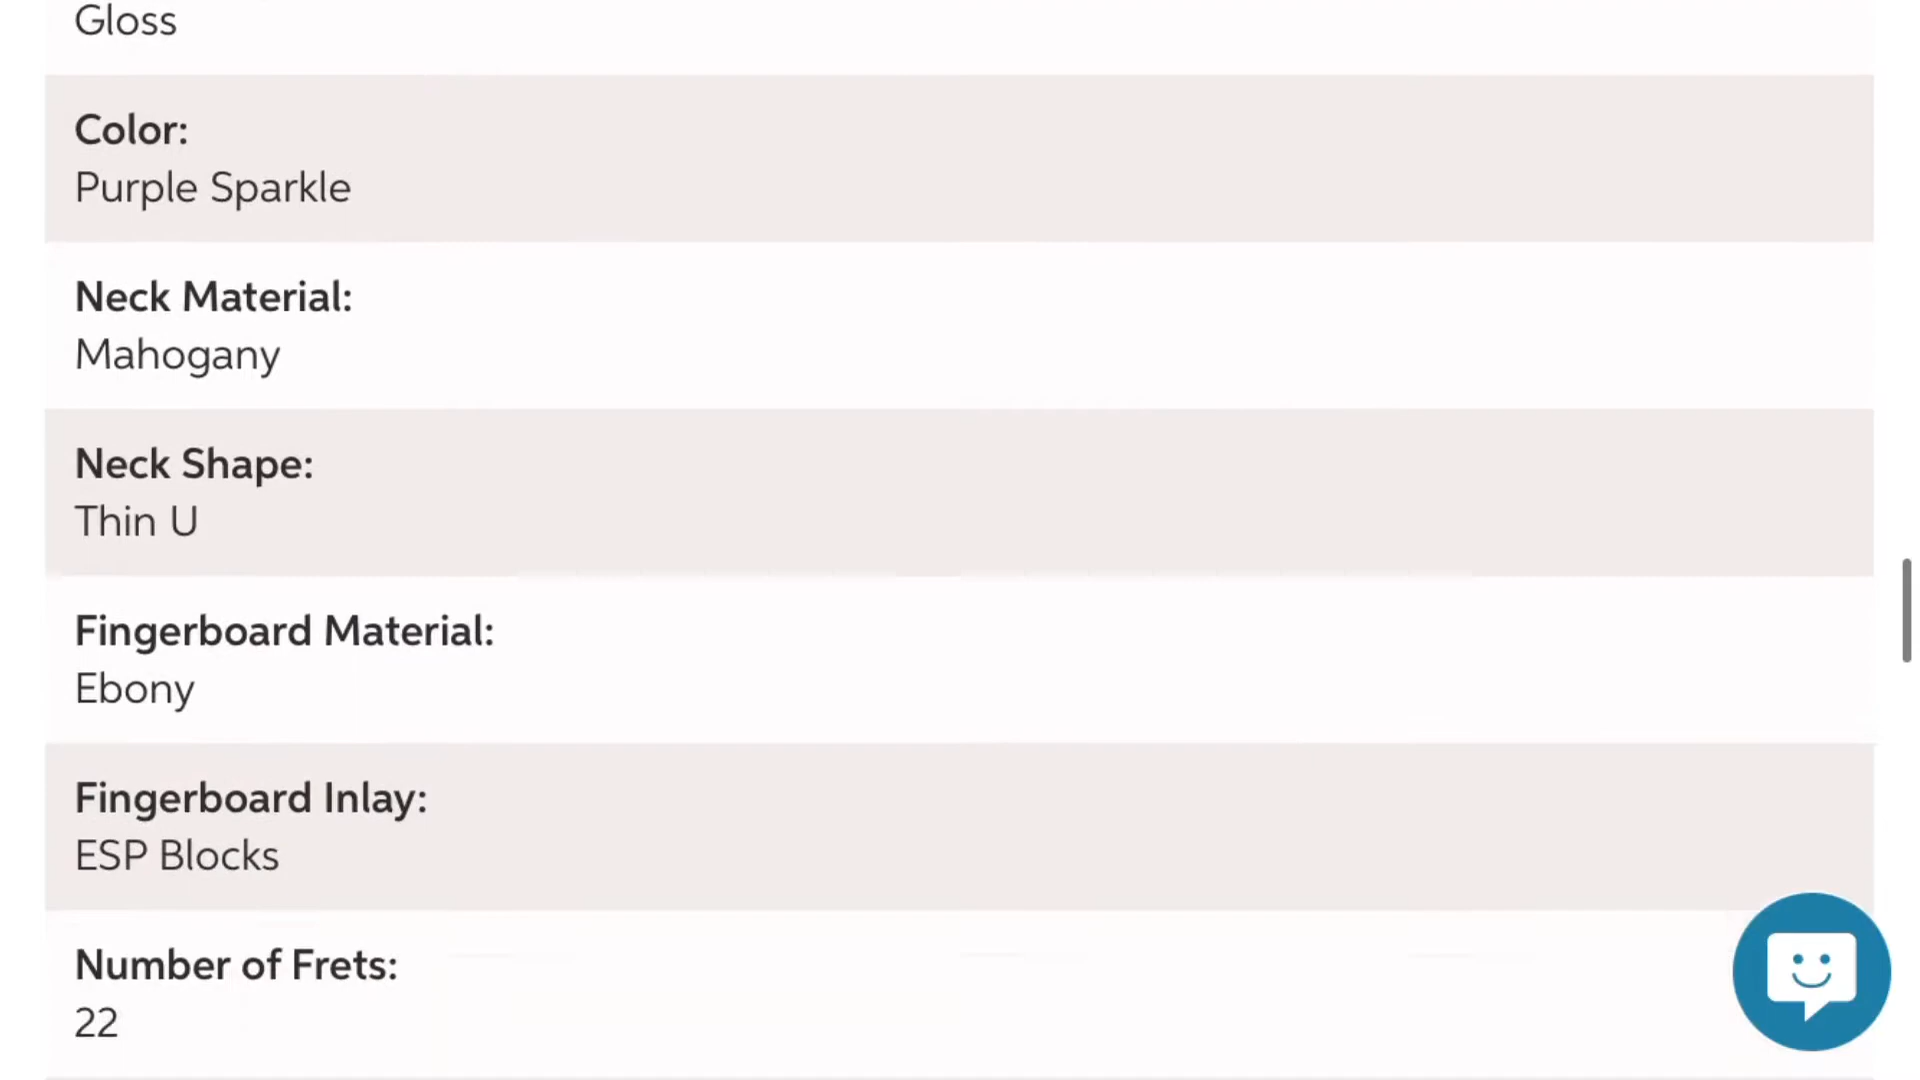 Gloss
Color:
Purple Sparkle
Neck Material:
Mahogany
Neck Shape:
Thin U
Fingerboard Material:
Ebony
Fingerboard Inlay:
ESP Blocks
Number of Frets:
22